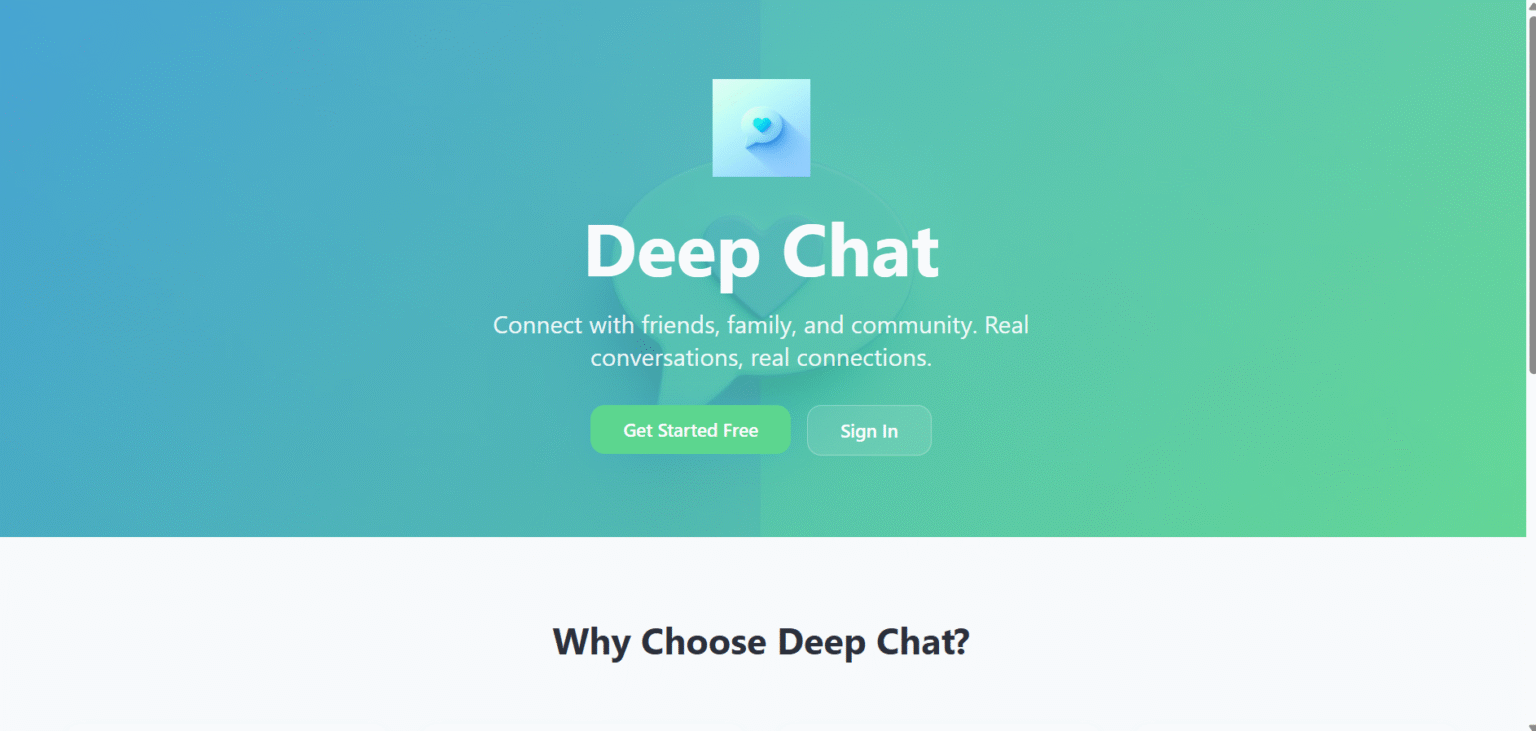 Deep Chat
Connect with friends, family, and community. Real
conversations, real connections.
Get Started Free
Sign In
Why Choose Deep Chat?